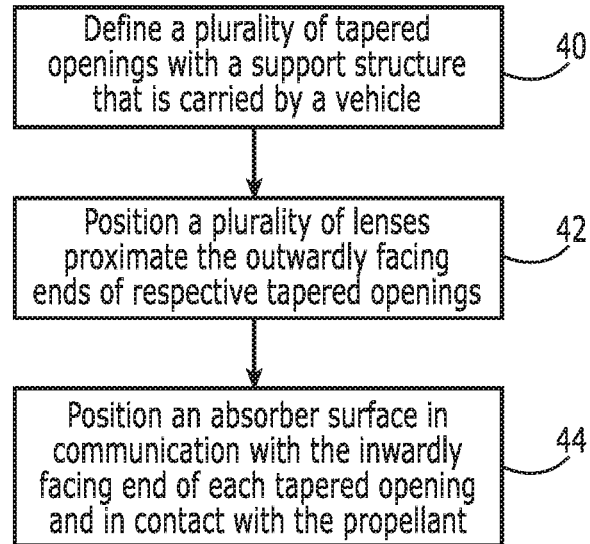 Define a plurality of tapered
openings with a support structure
that is carried by a vehicle
40
Position a plurality of lenses
proximate the outwardly facing
ends of respective tapered openings
42
Position an absorber surface in
communication with the inwardly
facing end of each tapered opening
and in contact with the propellant
44